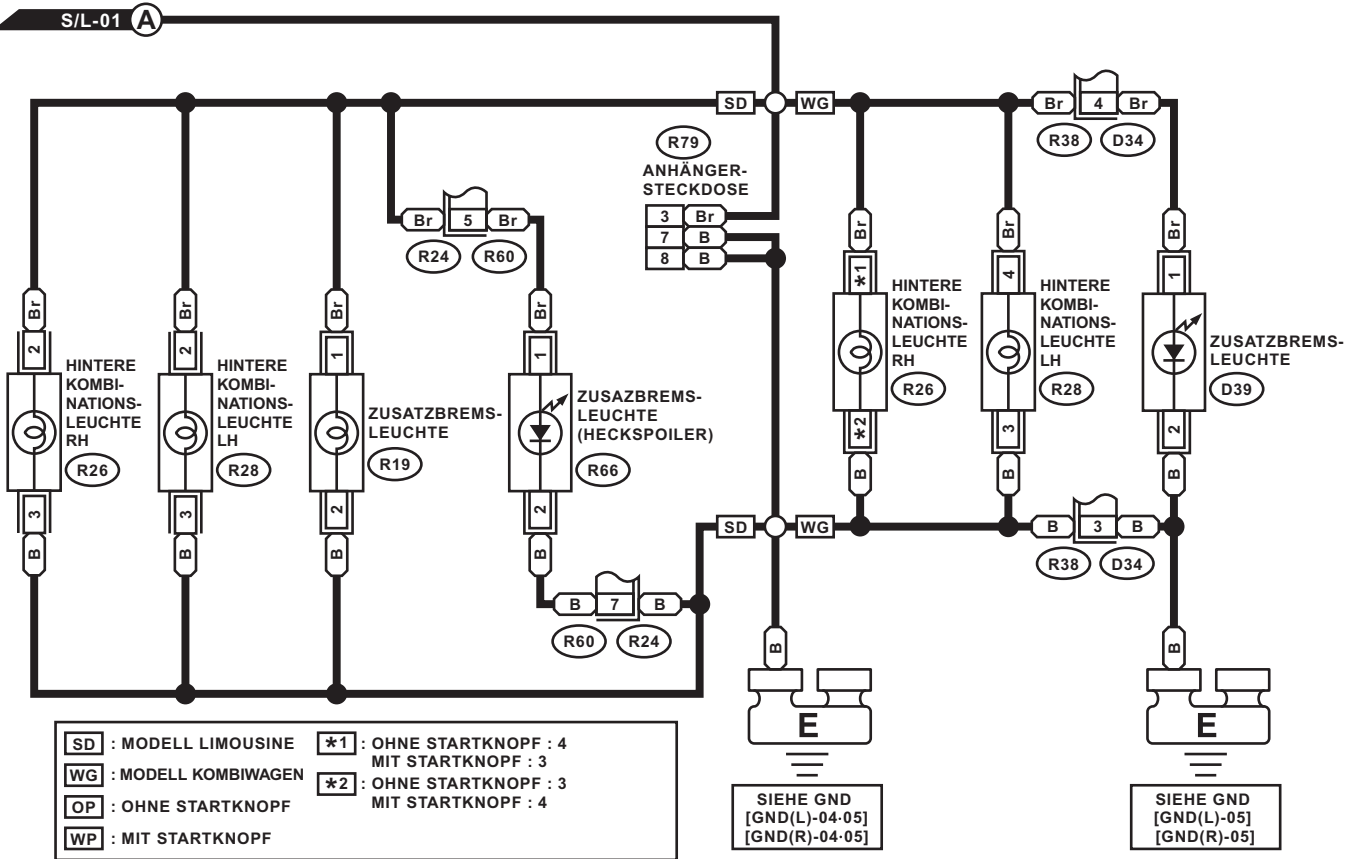 S/L-01 A
SD WG
Br 4 Br
R38 D34
R79
ANHÄNGER-
STECKDOSE
3 Br
7 B
8 B
Br 5 Br
R24 R60
Br
2
HINTERE
KOMBI-
NATIONS-
LEUCHTE
RH
R26
3
B
Br
2
HINTERE
KOMBI-
NATIONS-
LEUCHTE
LH
R28
3
B
Br
1
ZUSATZBREMS-
LEUCHTE
R19
2
B
Br
1
ZUSAZBREMS-
LEUCHTE
(HECKSPOILER)
R66
2
B
B 7 B
R60 R24
Br
*1
HINTERE
KOMBI-
NATIONS-
LEUCHTE
RH
R26
*2
B
Br
4
HINTERE
KOMBI-
NATIONS-
LEUCHTE
LH
R28
3
B
Br
1
ZUSATZBREMS-
LEUCHTE
D39
2
B
SD WG
B 3 B
R38 D34
B
E
SIEHE GND
[GND(L)-04·05]
[GND(R)-04·05]
B
E
SIEHE GND
[GND(L)-05]
[GND(R)-05]
SD : MODELL LIMOUSINE
WG : MODELL KOMBIWAGEN
OP : OHNE STARTKNOPF
WP : MIT STARTKNOPF
*1 : OHNE STARTKNOPF : 4
MIT STARTKNOPF : 3
*2 : OHNE STARTKNOPF : 3
MIT STARTKNOPF : 4